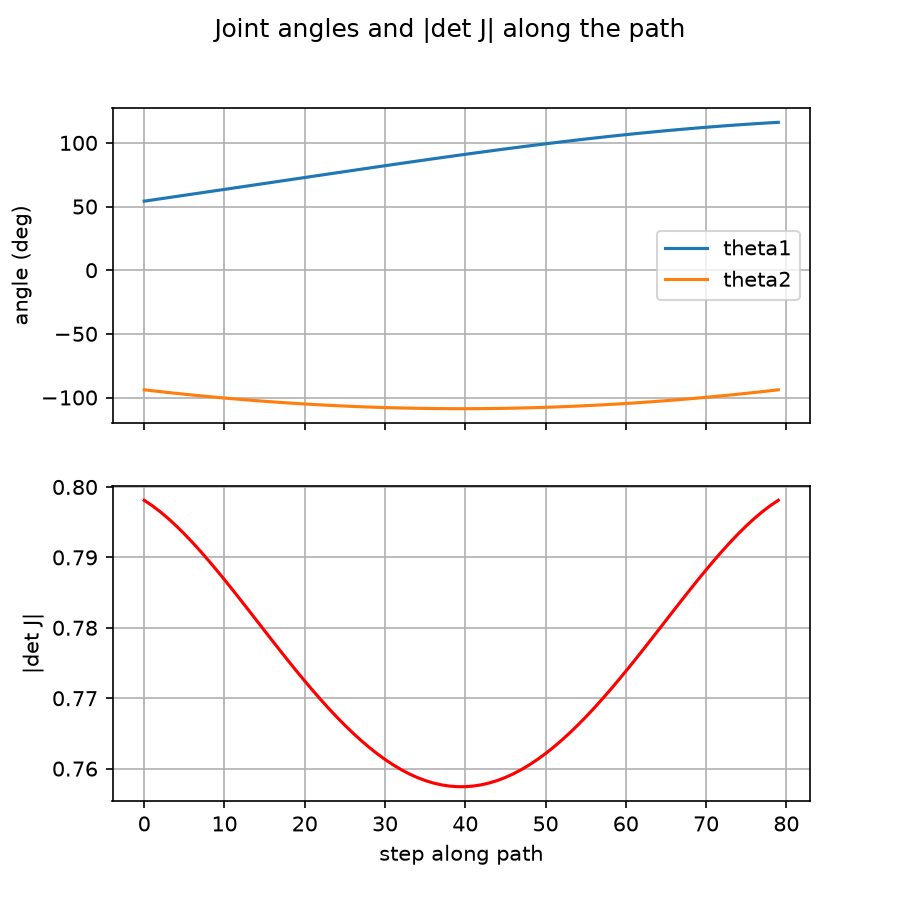 Joint angles and |det J| along the path
angle (deg)
100
50
0
−50
−100
theta1
theta2
|det J|
0.80
0.79
0.78
0.77
0.76
0 10 20 30 40 50 60 70 80
step along path